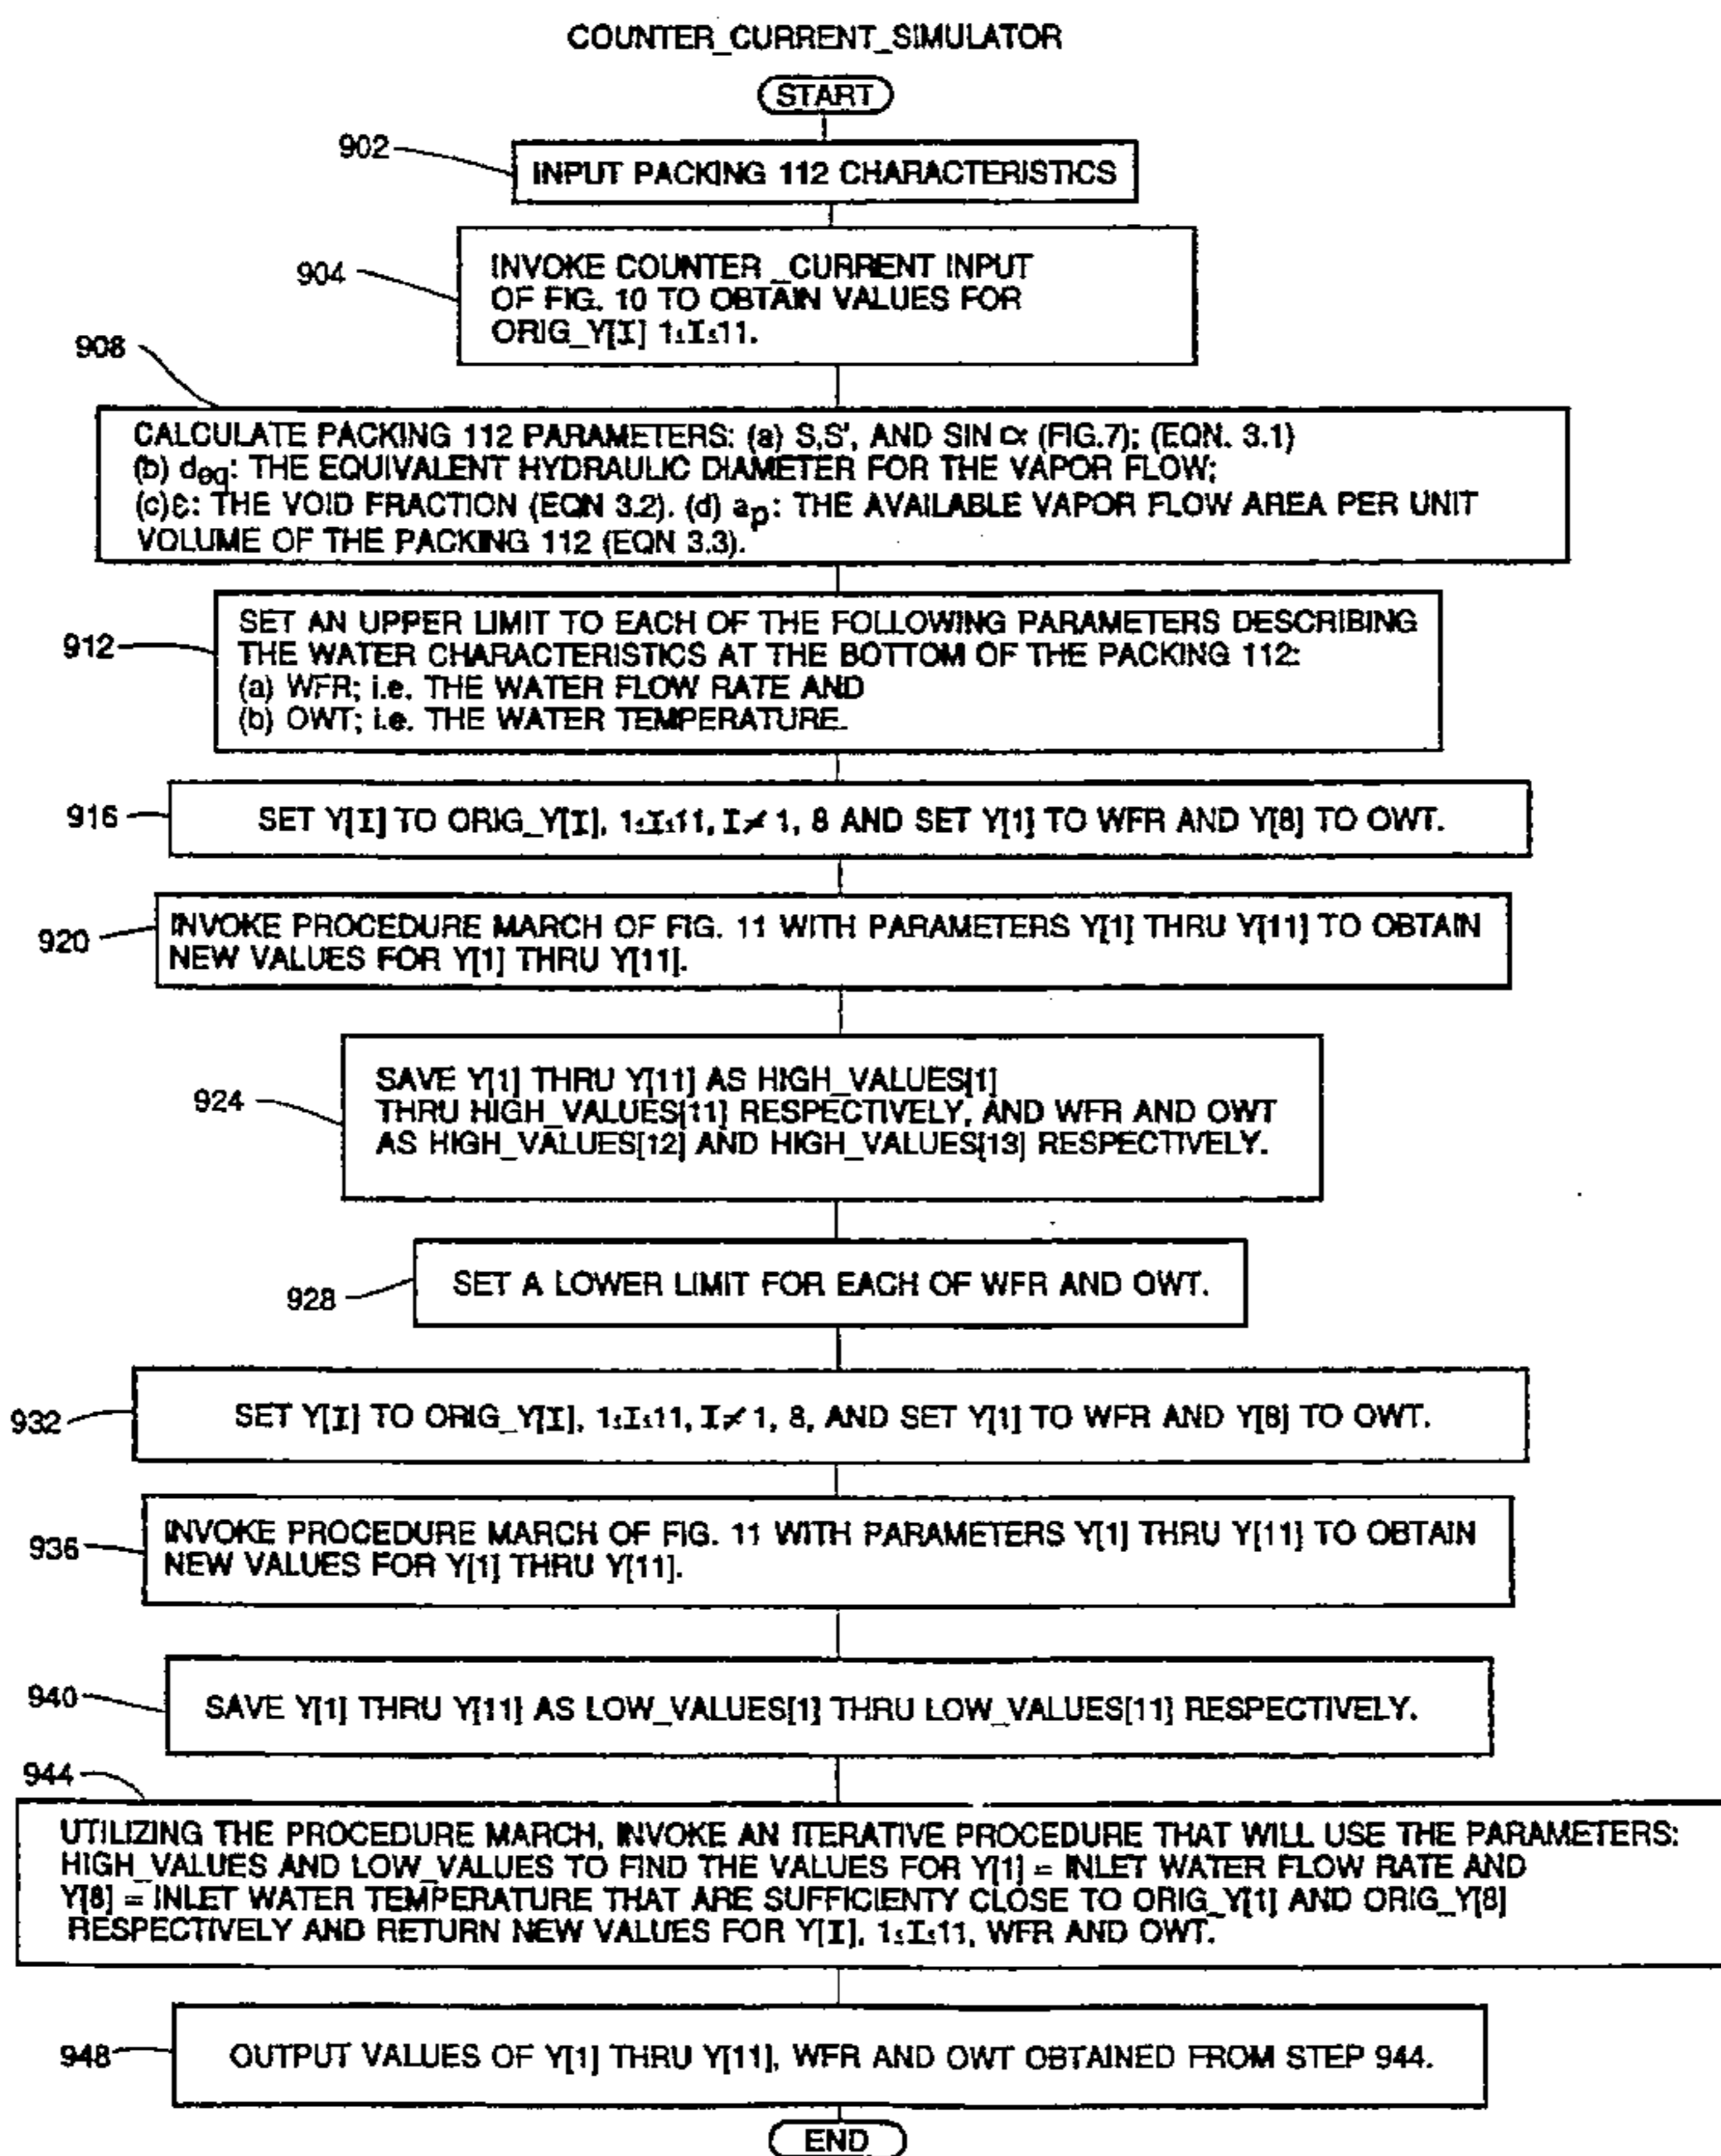 COUNTER_CURRENT_SIMULATOR
START
902
INPUT PACKING 112 CHARACTERISTICS
904
INVOKE COUNTER_CURRENT INPUT
OF FIG. 10 TO OBTAIN VALUES FOR
ORIG_Y[I] 1≤I≤11.
908
CALCULATE PACKING 112 PARAMETERS: (a) S,S', AND SIN ∝ (FIG.7); (EQN. 3.1)
(b) deq: THE EQUIVALENT HYDRAULIC DIAMETER FOR THE VAPOR FLOW;
(c)ε: THE VOID FRACTION (EQN 3.2). (d) ap: THE AVAILABLE VAPOR FLOW AREA PER UNIT
VOLUME OF THE PACKING 112 (EQN 3.3).
912
SET AN UPPER LIMIT TO EACH OF THE FOLLOWING PARAMETERS DESCRIBING
THE WATER CHARACTERISTICS AT THE BOTTOM OF THE PACKING 112:
(a) WFR; i.e. THE WATER FLOW RATE AND
(b) OWT; i.e. THE WATER TEMPERATURE.
916
SET Y[I] TO ORIG_Y[I], 1≤I≤11, I≠1, 8 AND SET Y[1] TO WFR AND Y[8] TO OWT.
920
INVOKE PROCEDURE MARCH OF FIG. 11 WITH PARAMETERS Y[1] THRU Y[11] TO OBTAIN
NEW VALUES FOR Y[1] THRU Y[11].
924
SAVE Y[1] THRU Y[11] AS HIGH_VALUES[1]
THRU HIGH_VALUES[11] RESPECTIVELY, AND WFR AND OWT
AS HIGH_VALUES[12] AND HIGH_VALUES[13] RESPECTIVELY.
928
SET A LOWER LIMIT FOR EACH OF WFR AND OWT.
932
SET Y[I] TO ORIG_Y[I], 1≤I≤11, I≠1, 8, AND SET Y[1] TO WFR AND Y[8] TO OWT.
936
INVOKE PROCEDURE MARCH OF FIG. 11 WITH PARAMETERS Y[1] THRU Y[11] TO OBTAIN
NEW VALUES FOR Y[1] THRU Y[11].
940
SAVE Y[1] THRU Y[11] AS LOW_VALUES[1] THRU LOW_VALUES[11] RESPECTIVELY.
944
UTILIZING THE PROCEDURE MARCH, INVOKE AN ITERATIVE PROCEDURE THAT WILL USE THE PARAMETERS:
HIGH_VALUES AND LOW_VALUES TO FIND THE VALUES FOR Y[1] = INLET WATER FLOW RATE AND
Y[8] = INLET WATER TEMPERATURE THAT ARE SUFFICIENTY CLOSE TO ORIG_Y[1] AND ORIG_Y[8]
RESPECTIVELY AND RETURN NEW VALUES FOR Y[I], 1≤I≤11, WFR AND OWT.
948
OUTPUT VALUES OF Y[1] THRU Y[11], WFR AND OWT OBTAINED FROM STEP 944.
END